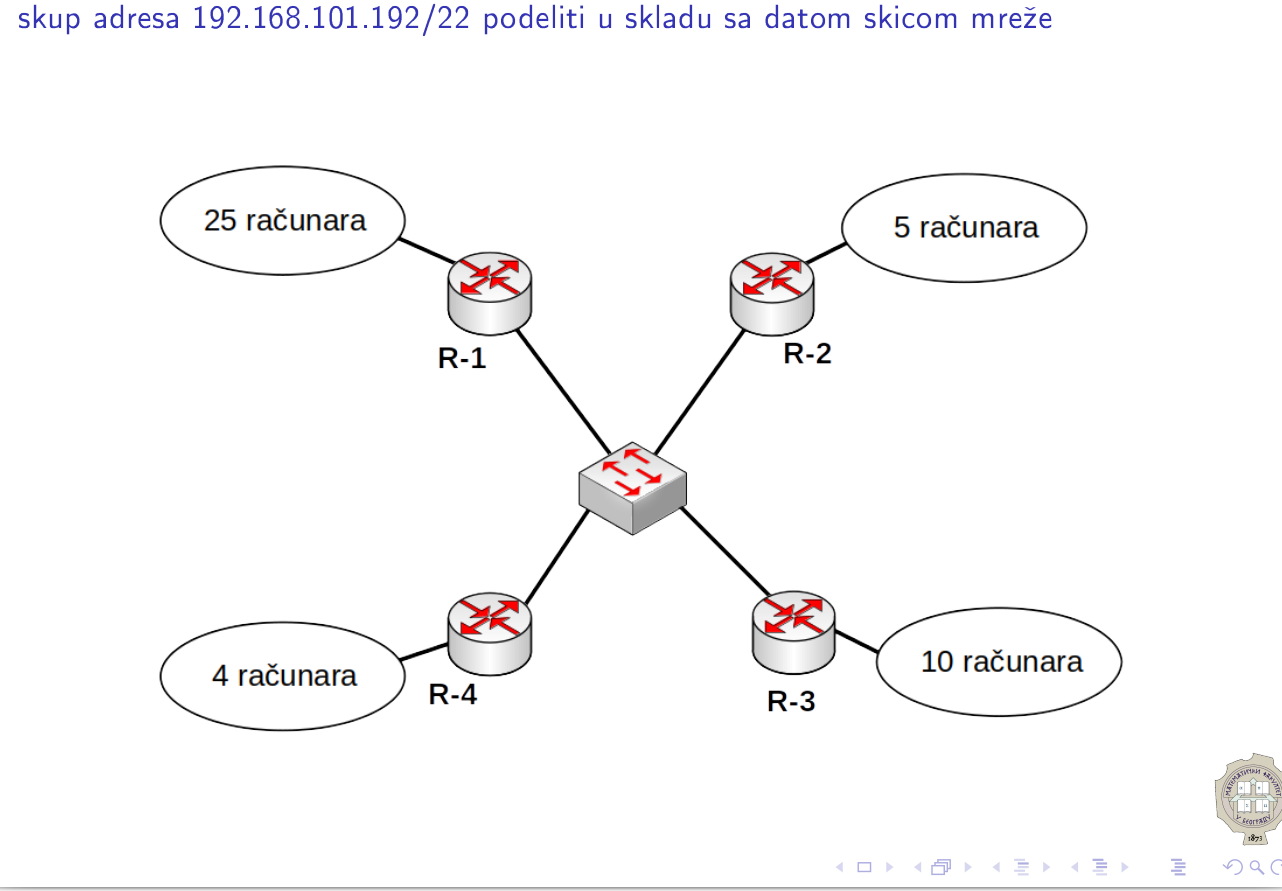 skup adresa 192.168.101.192/22 podeliti u skladu sa datom skicom mreže
25 računara
5 računara
R-1
R-2
4 računara
10 računara
R-4
R-3
1873